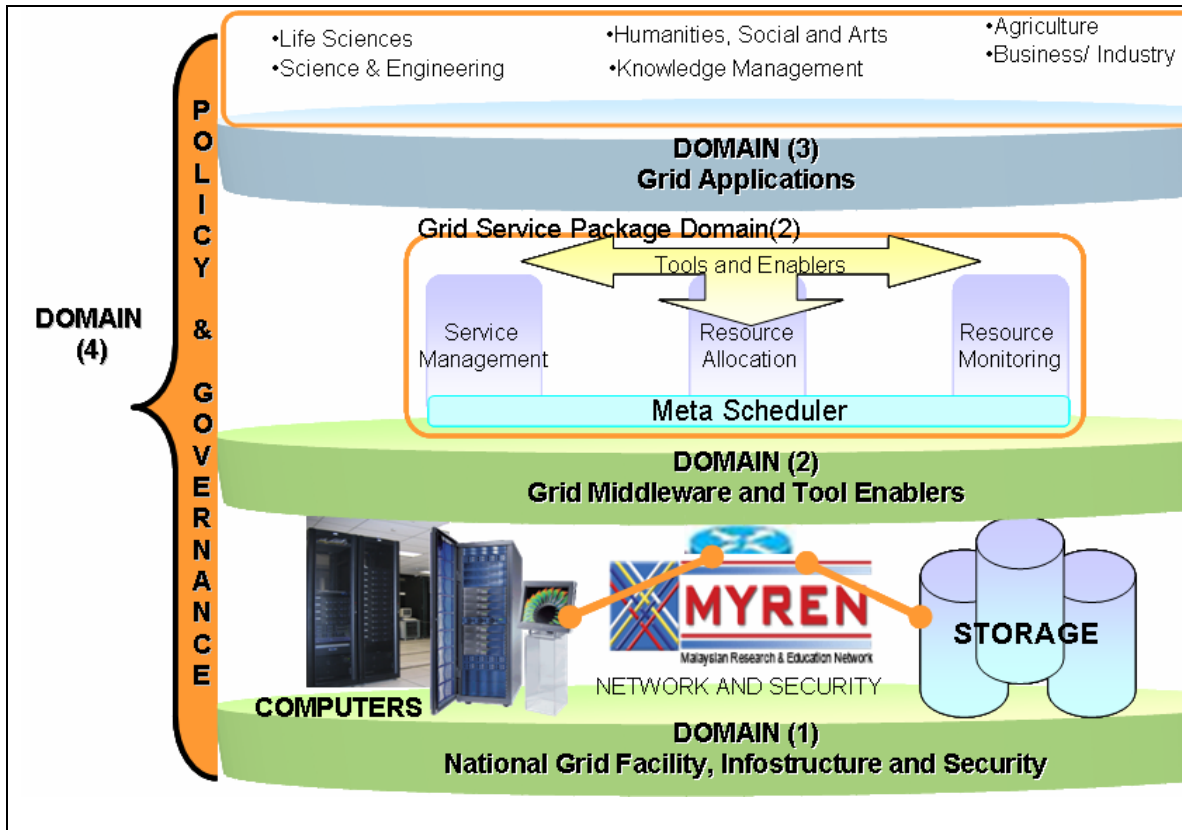 •Life Sciences
•Science & Engineering
•Humanities, Social and Arts
•Knowledge Management
•Agriculture
•Business/ Industry
DOMAIN (3)
Grid Applications
Grid Service Package Domain(2)
Tools and Enablers
Service
Management
Resource
Allocation
Resource
Monitoring
Meta Scheduler
DOMAIN (2)
Grid Middleware and Tool Enablers
MYREN
Malaysian Research & Education Network
NETWORK AND SECURITY
COMPUTERS
STORAGE
DOMAIN (1)
National Grid Facility, Infostructure and Security
DOMAIN
(4)
POLICY & GOVERNANCE